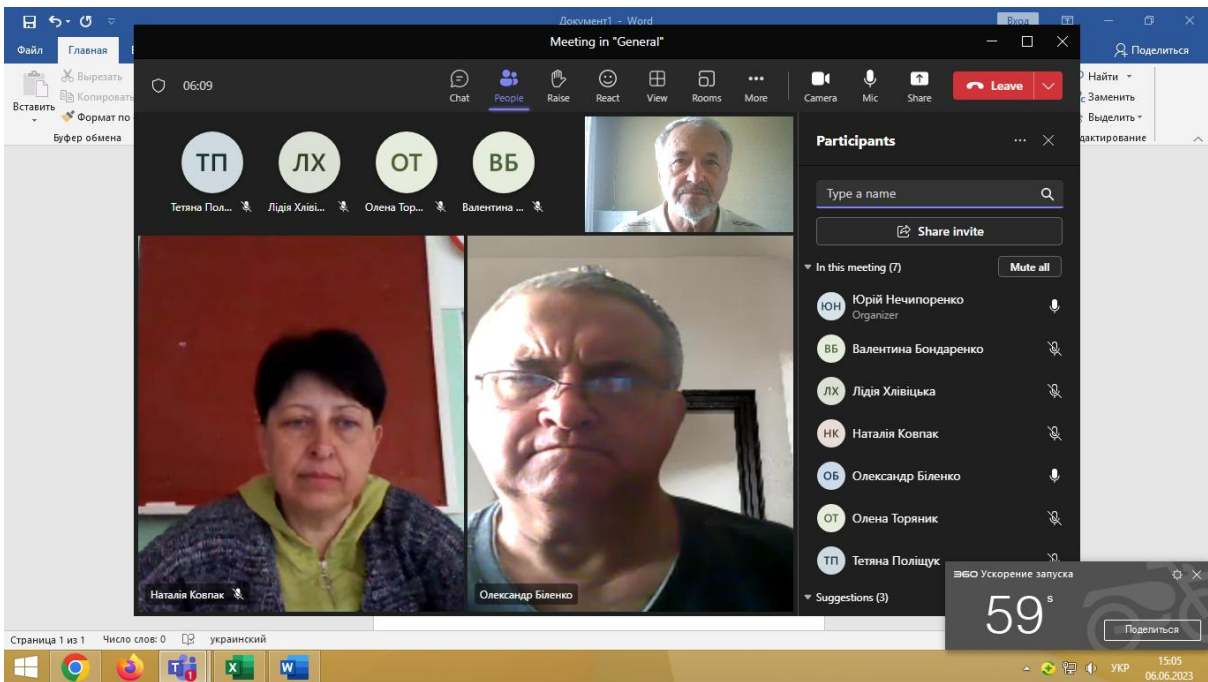 Документ1 - Word
Вход
Файл
Главная
Поделиться
Вставить
Вырезать
Копировать
Формат по
Буфер обмена
Найти
Заменить
Выделить
Meeting in "General"
06:09
Chat
People
Raise
React
View
Rooms
More
Camera
Mic
Share
Leave
ТП
ЛХ
ОТ
ВБ
Тетяна Пол...
Лідія Хліві...
Олена Тор...
Валентина ...
Наталія Ковпак
Олександр Біленко
Participants
Type a name
Share invite
In this meeting (7)
Mute all
ЮН
Юрій Нечипоренко
Organizer
ВБ
Валентина Бондаренко
ЛХ
Лідія Хлівіцька
НК
Наталія Ковпак
ОБ
Олександр Біленко
ОТ
Олена Торяник
ТП
Тетяна Поліщук
Suggestions (3)
360 Ускорение запуска
59 s
Поделиться
Страница 1 из 1
Число слов: 0
украинский
УКР
15:05
06.06.2023